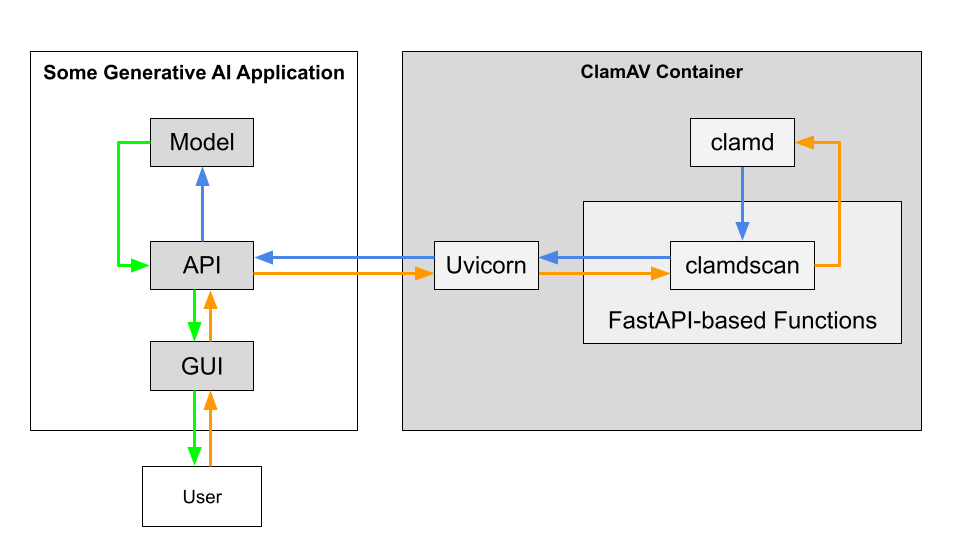 Some Generative AI Application
Model
API
GUI
User
ClamAV Container
clamd
Uvicorn
clamdscan
FastAPI-based Functions